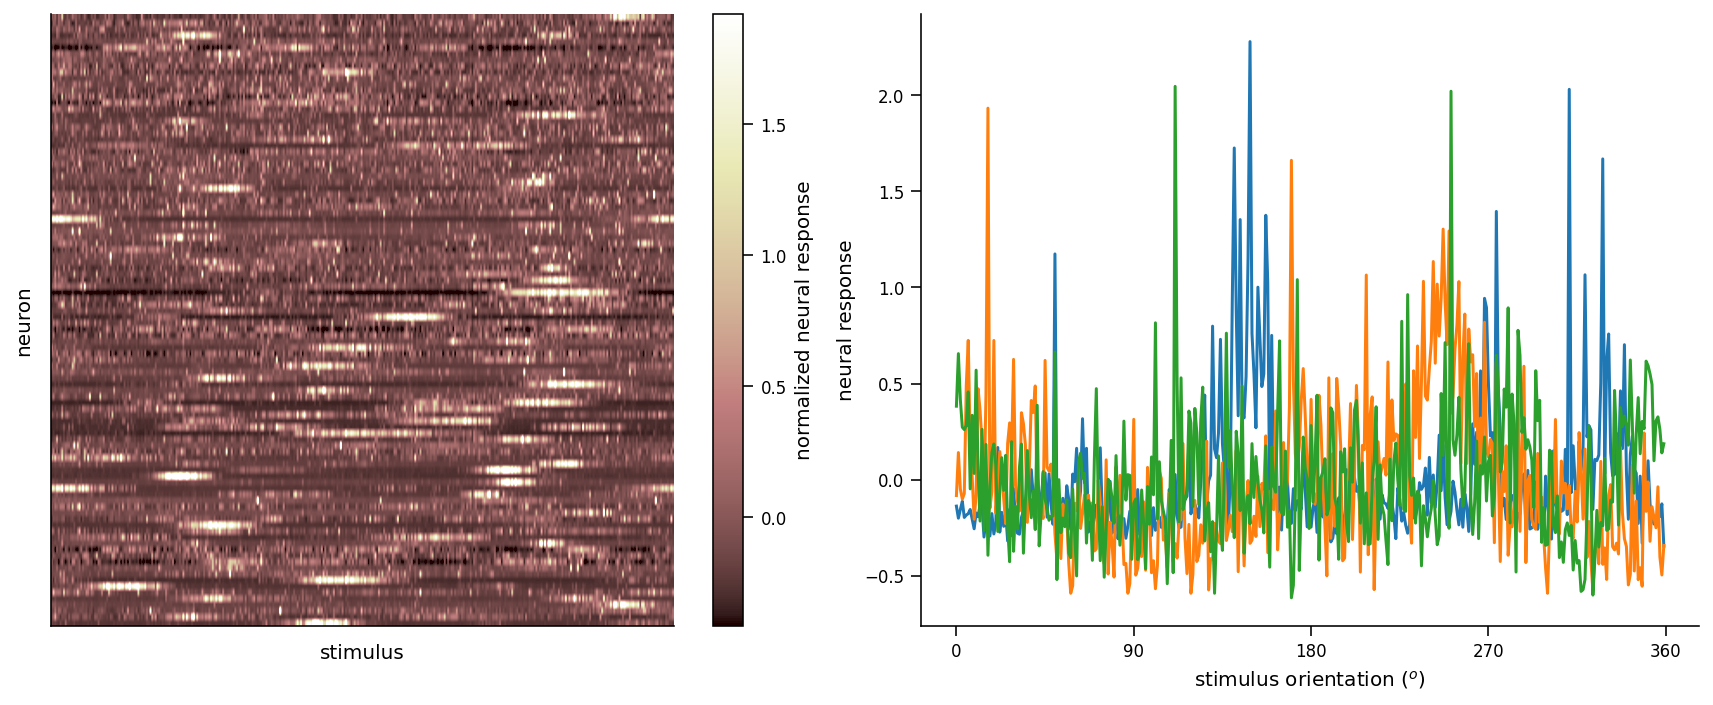 neuron
stimulus
1.5
1.0
0.5
0.0
normalized neural response
neural response
2.0
1.5
1.0
0.5
0.0
−0.5
0 90 180 270 360
stimulus orientation (o)